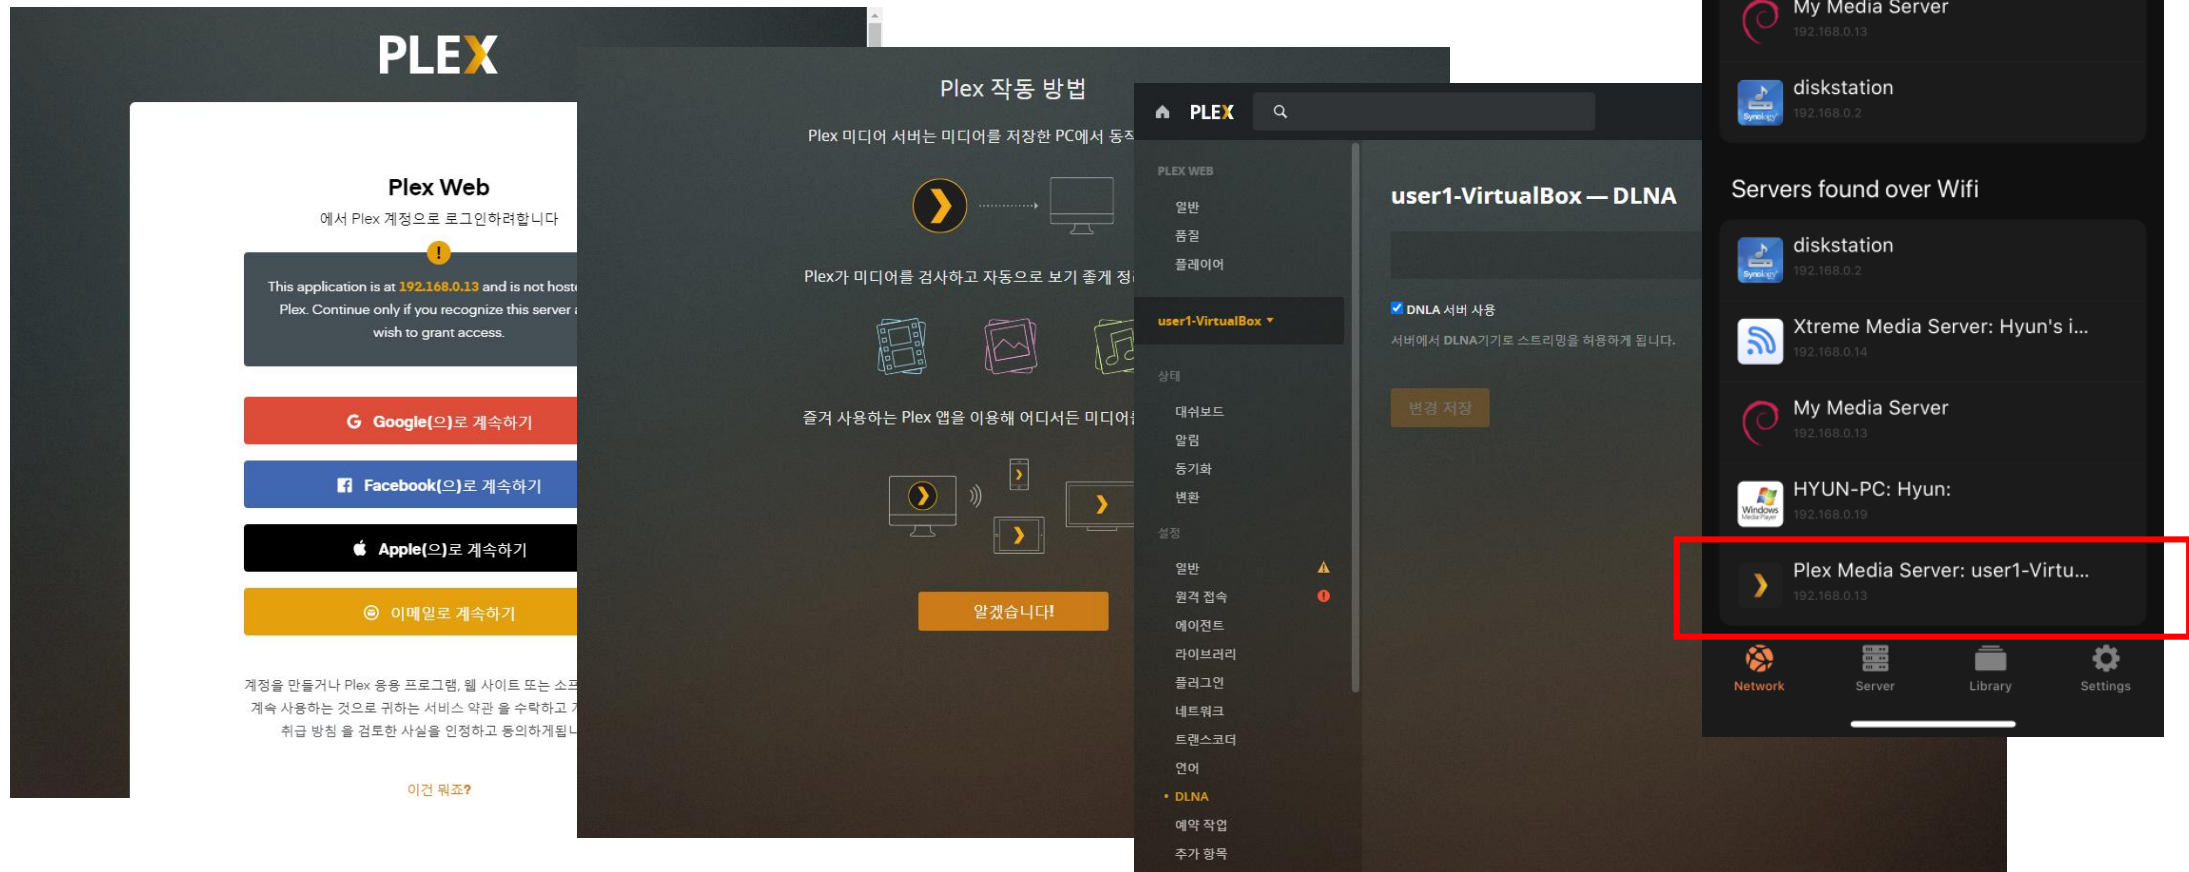 PLEX
Plex Web
에서 Plex 계정으로 로그인하려합니다
!
This application is at 192.168.0.13 and is not hoste
Plex. Continue only if you recognize this server
wish to grant access.
G Google(으)로 계속하기
Facebook(으)로 계속하기
Apple(으)로 계속하기
이메일로 계속하기
계정을 만들거나 Plex 응용 프로그램, 웹 사이트 또는 소프
계속 사용하는 것으로 귀하는 서비스 약관 을 수락하고
취급 방침 을 검토한 사실을 인정하고 동의하게됩니
이건 뭐죠?
Plex 작동 방법
Plex 미디어 서버는 미디어를 저장한 PC에서 동작
Plex가 미디어를 검사하고 자동으로 보기 좋게 정
즐겨 사용하는 Plex 앱을 이용해 어디서든 미디어를
알겠습니다!
PLEX
PLEX WEB
일반
품질
플레이어
user1-VirtualBox
상태
대쉬보드
알림
동기화
변환
설정
일반
원격 접속
에이전트
라이브러리
플러그인
네트워크
트랜스코더
언어
• DLNA
예약 작업
추가 항목
user1-VirtualBox — DLNA
DNLA 서버 사용
서버에서 DLNA기기로 스트리밍을 허용하게 됩니다.
변경 저장
My Media Server
192.168.0.13
Synology
diskstation
192.168.0.2
Servers found over Wifi
Synology
diskstation
192.168.0.2
Xtreme Media Server: Hyun's i...
192.168.0.14
My Media Server
192.168.0.13
Windows
MediaPlayer
HYUN-PC: Hyun:
192.168.0.19
Plex Media Server: user1-Virtu...
192.168.0.13
Network
Server
Library
Settings